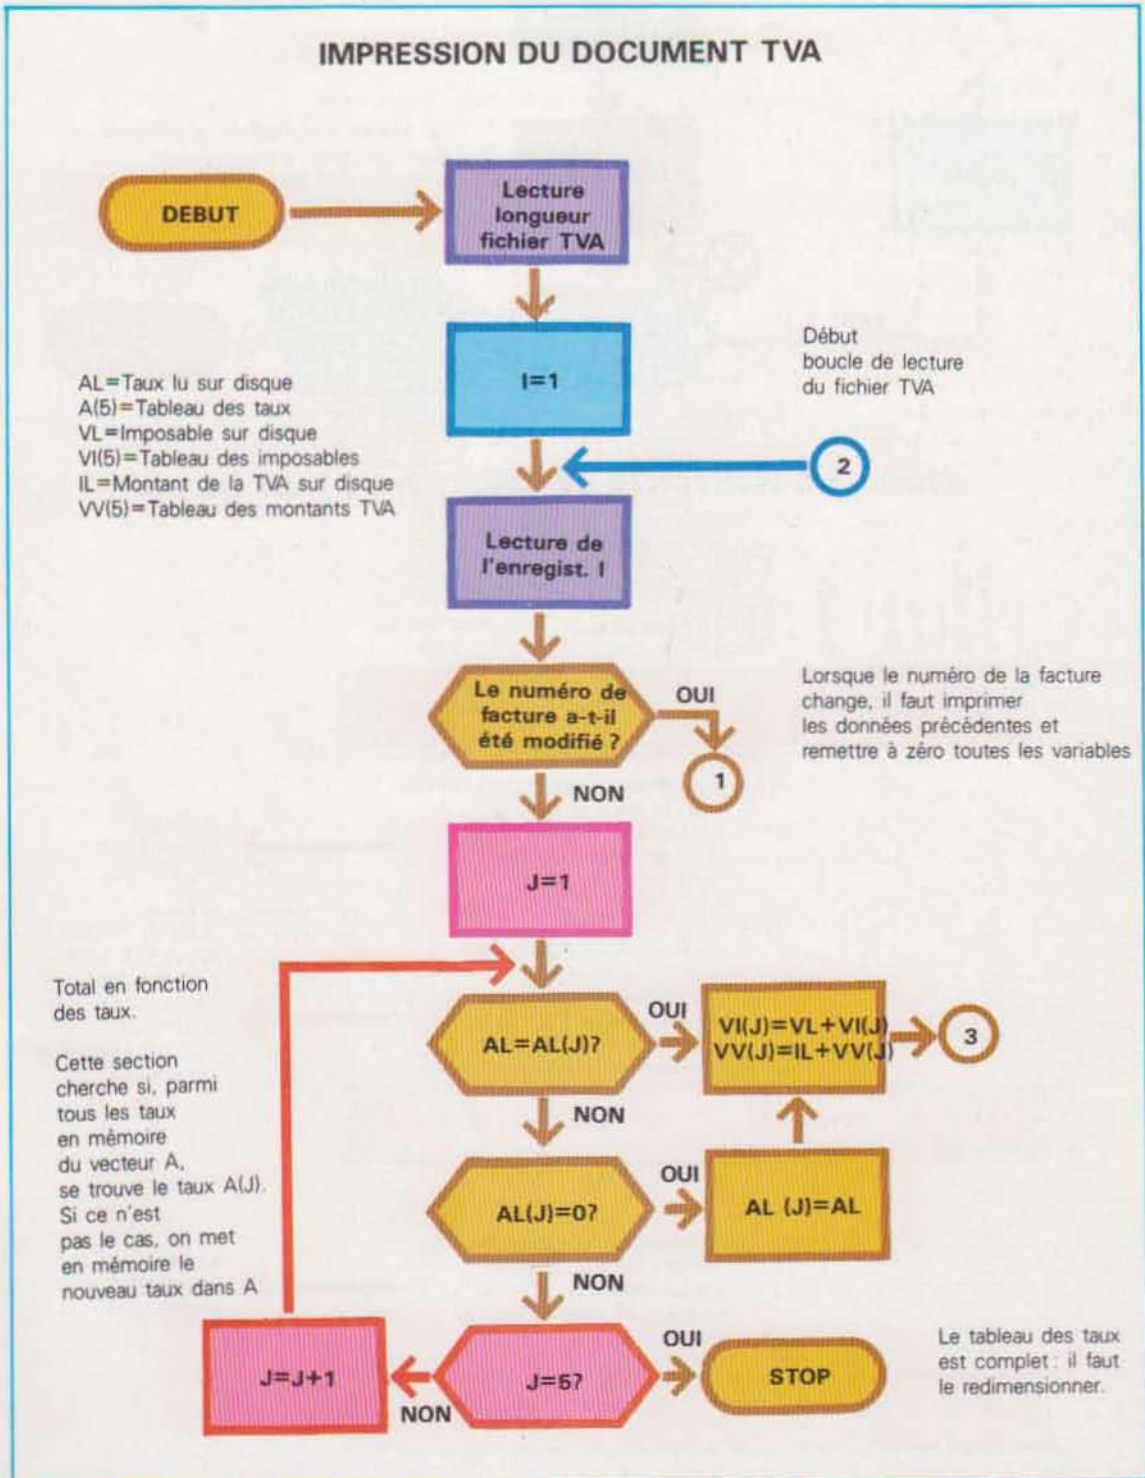 IMPRESSION DU DOCUMENT TVA
DEBUT
Lecture
longueur
fichier TVA
I=1
Début
boucle de lecture
du fichier TVA
AL=Taux lu sur disque
A(5)=Tableau des taux
VL=Imposable sur disque
VI(5)=Tableau des imposables
IL=Montant de la TVA sur disque
VV(5)=Tableau des montants TVA
2
Lecture de
l'enregist. I
Le numéro de
facture a-t-il
été modifié ?
OUI
1
Lorsque le numéro de la facture
change, il faut imprimer
les données précédentes et
remettre à zéro toutes les variables
NON
J=1
Total en fonction
des taux.
Cette section
cherche si, parmi
tous les taux
en mémoire
du vecteur A,
se trouve le taux A(J).
Si ce n'est
pas le cas, on met
en mémoire le
nouveau taux dans A
AL=AL(J)?
OUI
VI(J)=VL+VI(J)
VV(J)=IL+VV(J)
3
NON
AL(J)=0?
OUI
AL (J)=AL
NON
J=J+1
NON
J=5?
OUI
STOP
Le tableau des taux
est complet : il faut
le redimensionner.